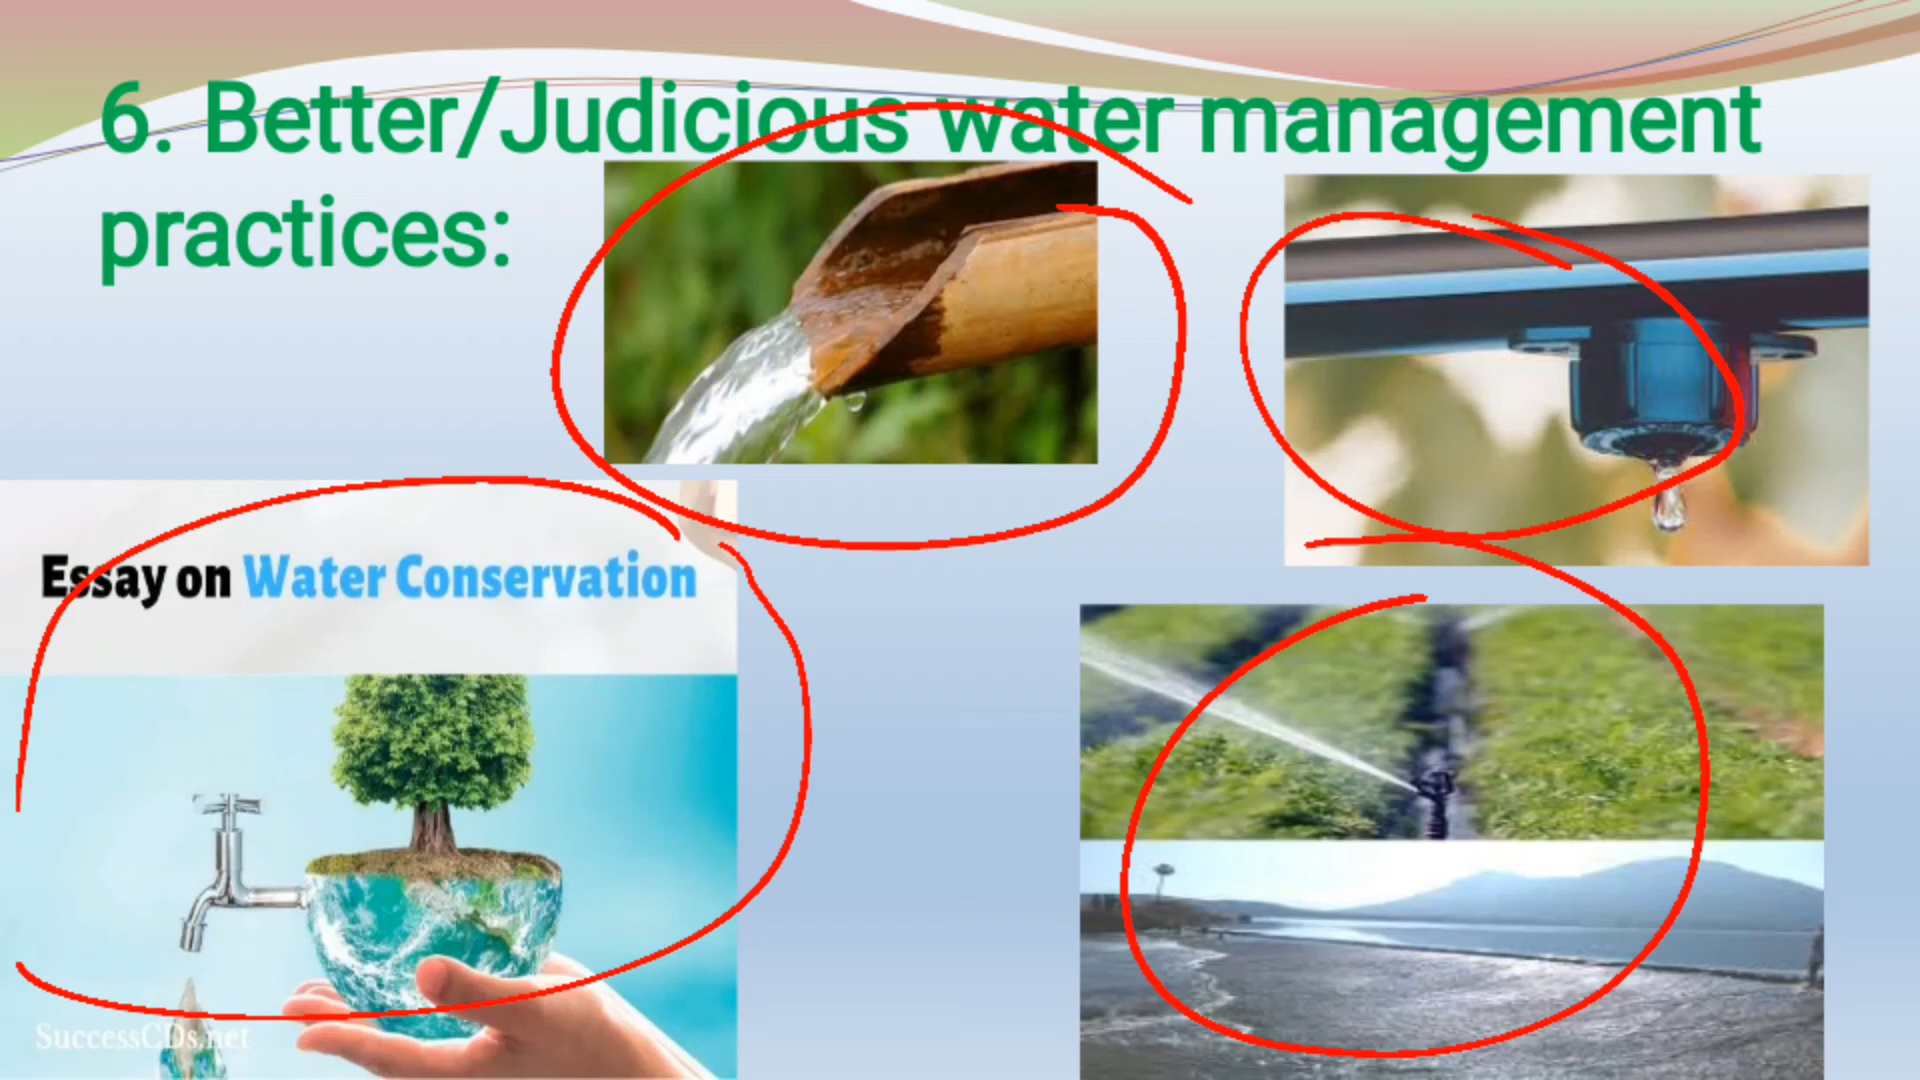 6. Better/Judicious water management
practices:
Essay on Water Conservation
SuccessCDs.net